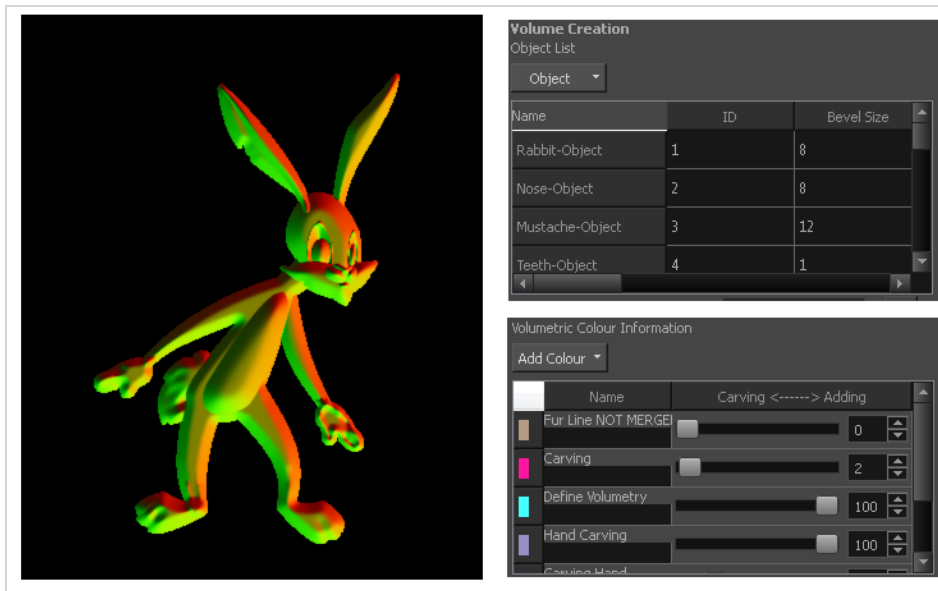 Volume Creation
Object List
Object
Name ID Bevel Size
Rabbit-Object 1 8
Nose-Object 2 8
Mustache-Object 3 12
Teeth-Object 4 1
Volumetric Colour Information
Add Colour
Name Carving <------> Adding
Fur Line NOT MERGE 0
Carving 2
Define Volumetry 100
Hand Carving 100
Carving Hand